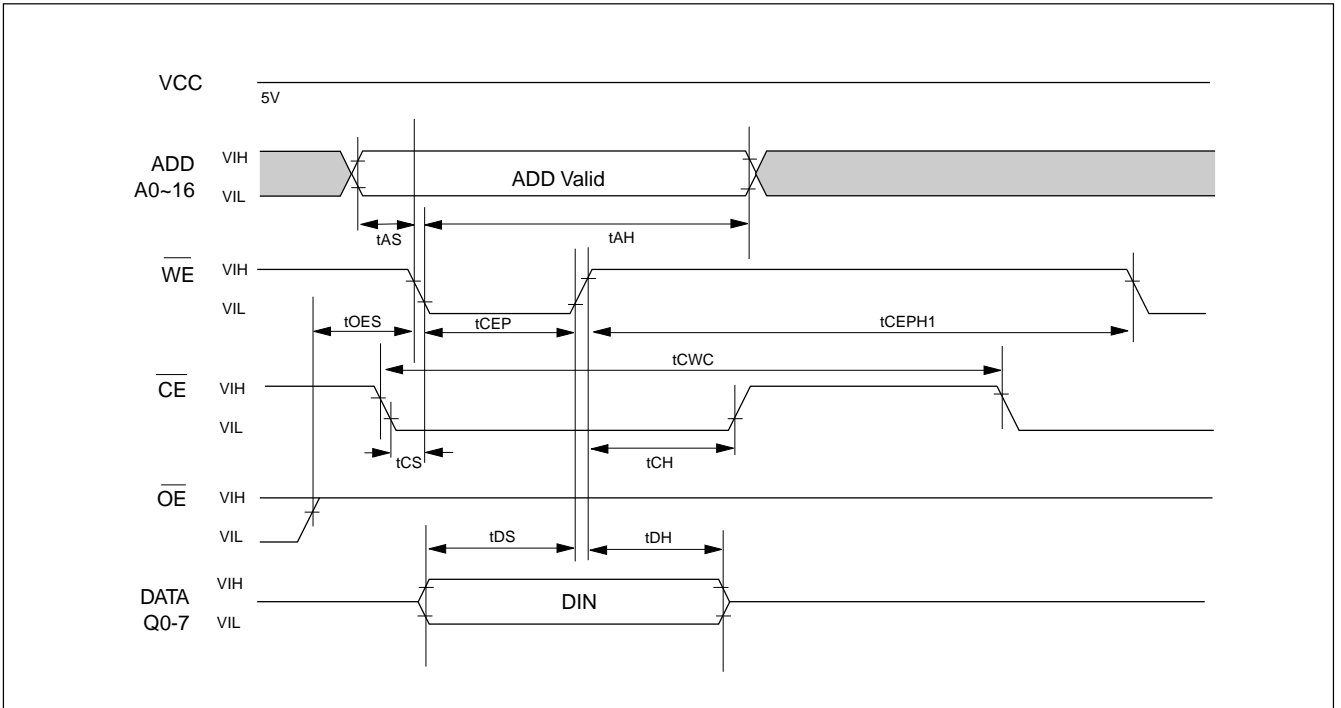 VCC
5V
ADD
A0~16
VIH
VIL
ADD Valid
tAS
tAH
WE
VIH
VIL
tOES
tCEP
tCEPH1
tCWC
CE
VIH
VIL
tCS
tCH
OE
VIH
VIL
tDS
tDH
DATA
Q0-7
VIH
VIL
DIN